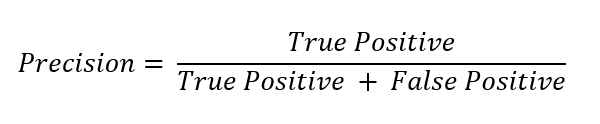 Precision = True Positive / True Positive + False Positive